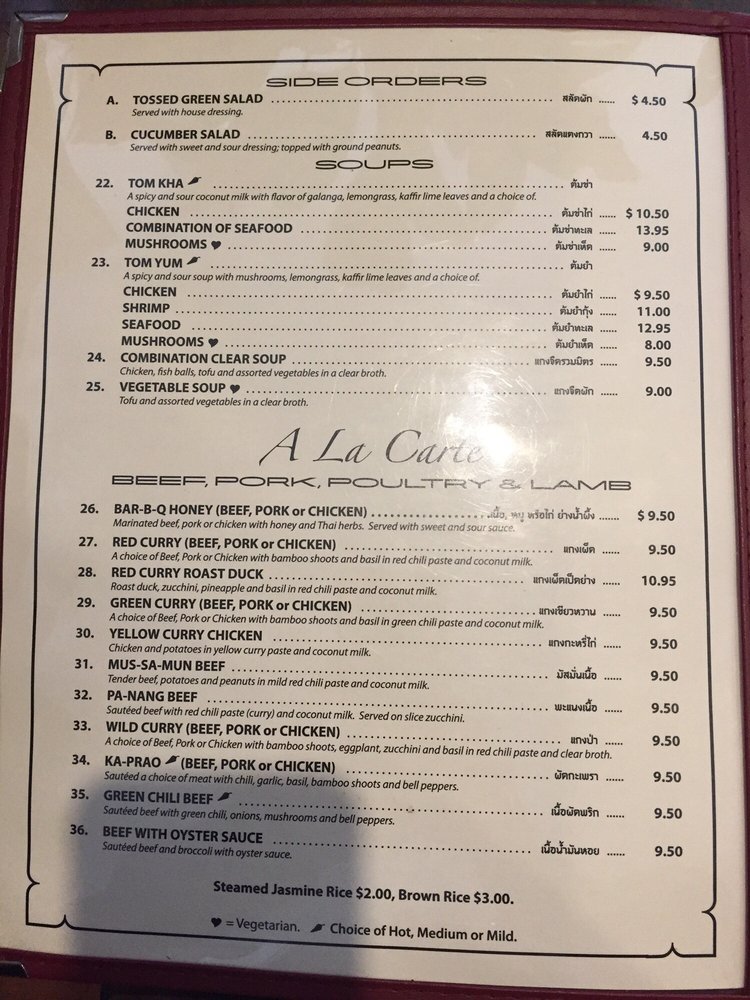 SIDE ORDERS
A. TOSSED GREEN SALAD ........ สลัดผัก ...... $ 4.50
Served with house dressing.
B. CUCUMBER SALAD ........ สลัดแตงกวา ...... 4.50
Served with sweet and sour dressing; topped with ground peanuts.
SOUPS
22. TOM KHA ........ ต้มข่า
A spicy and sour coconut milk with flavor of galanga, lemongrass, kaffir lime leaves and a choice of.
CHICKEN ........ ต้มข่าไก่ ...... $ 10.50
COMBINATION OF SEAFOOD ........ ต้มข่าทะเล ...... 13.95
MUSHROOMS ♥ ........ ต้มข่าเห็ด ...... 9.00
23. TOM YUM ........ ต้มยำ
A spicy and sour soup with mushrooms, lemongrass, kaffir lime leaves and a choice of.
CHICKEN ........ ต้มยำไก่ ...... $ 9.50
SHRIMP ........ ต้มยำกุ้ง ...... 11.00
SEAFOOD ........ ต้มยำทะเล ...... 12.95
MUSHROOMS ♥ ........ ต้มยำเห็ด ...... 8.00
24. COMBINATION CLEAR SOUP ........ แกงจืดรวมมิตร ...... 9.50
Chicken, fish balls, tofu and assorted vegetables in a clear broth.
25. VEGETABLE SOUP ♥ ........ แกงจืดผัก ...... 9.00
Tofu and assorted vegetables in a clear broth.
A La Carte
BEEF, PORK, POULTRY & LAMB
26. BAR-B-Q HONEY (BEEF, PORK or CHICKEN) ........ เนื้อ, หมู หรือไก่ ย่างน้ำผึ้ง ....... $ 9.50
Marinated beef, pork or chicken with honey and Thai herbs. Served with sweet and sour sauce.
27. RED CURRY (BEEF, PORK or CHICKEN) ........ แกงเผ็ด ...... 9.50
A choice of Beef, Pork or Chicken with bamboo shoots and basil in red chili paste and coconut milk.
28. RED CURRY ROAST DUCK ........ แกงเผ็ดเป็ดย่าง ...... 10.95
Roast duck, zucchini, pineapple and basil in red chili paste and coconut milk.
29. GREEN CURRY (BEEF, PORK or CHICKEN) ........ แกงเขียวหวาน ...... 9.50
A choice of Beef, Pork or Chicken with bamboo shoots and basil in green chili paste and coconut milk.
30. YELLOW CURRY CHICKEN ........ แกงกะหรี่ไก่ ...... 9.50
Chicken and potatoes in yellow curry paste and coconut milk.
31. MUS-SA-MUN BEEF ........ มัสมั่นเนื้อ ...... 9.50
Tender beef, potatoes and peanuts in mild red chili paste and coconut milk.
32. PA-NANG BEEF ........ พะแนงเนื้อ ...... 9.50
Sautéed beef with red chili paste (curry) and coconut milk. Served on slice zucchini.
33. WILD CURRY (BEEF, PORK or CHICKEN) ........ แกงป่า ...... 9.50
A choice of Beef, Pork or Chicken with bamboo shoots, eggplant, zucchini and basil in red chili paste and clear broth.
34. KA-PRAO (BEEF, PORK or CHICKEN) ........ ผัดกะเพรา ...... 9.50
Sautéed a choice of meat with chili, garlic, basil, bamboo shoots and bell peppers.
35. GREEN CHILI BEEF ........ เนื้อผัดพริก ...... 9.50
Sautéed beef with green chili, onions, mushrooms and bell peppers.
36. BEEF WITH OYSTER SAUCE ........ เนื้อน้ำมันหอย ...... 9.50
Sautéed beef and broccoli with oyster sauce.
Steamed Jasmine Rice $2.00, Brown Rice $3.00.
♥ = Vegetarian. Choice of Hot, Medium or Mild.